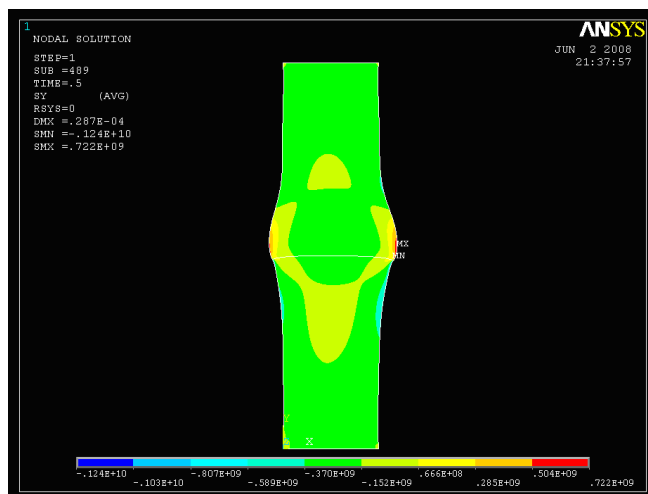 1
ANSYS
NODAL SOLUTION
JUN 2 2008
21:37:57
STEP=1
SUB =489
TIME=.5
SY (AVG)
RSYS=0
DMX =.287E-04
SMN =-.124E+10
SMX =.722E+09
MX
MN
Y
X
-.124E+10 -.807E+09 -.370E+09 .666E+08 .504E+09
-.103E+10 -.589E+09 -.152E+09 .285E+09 .722E+09